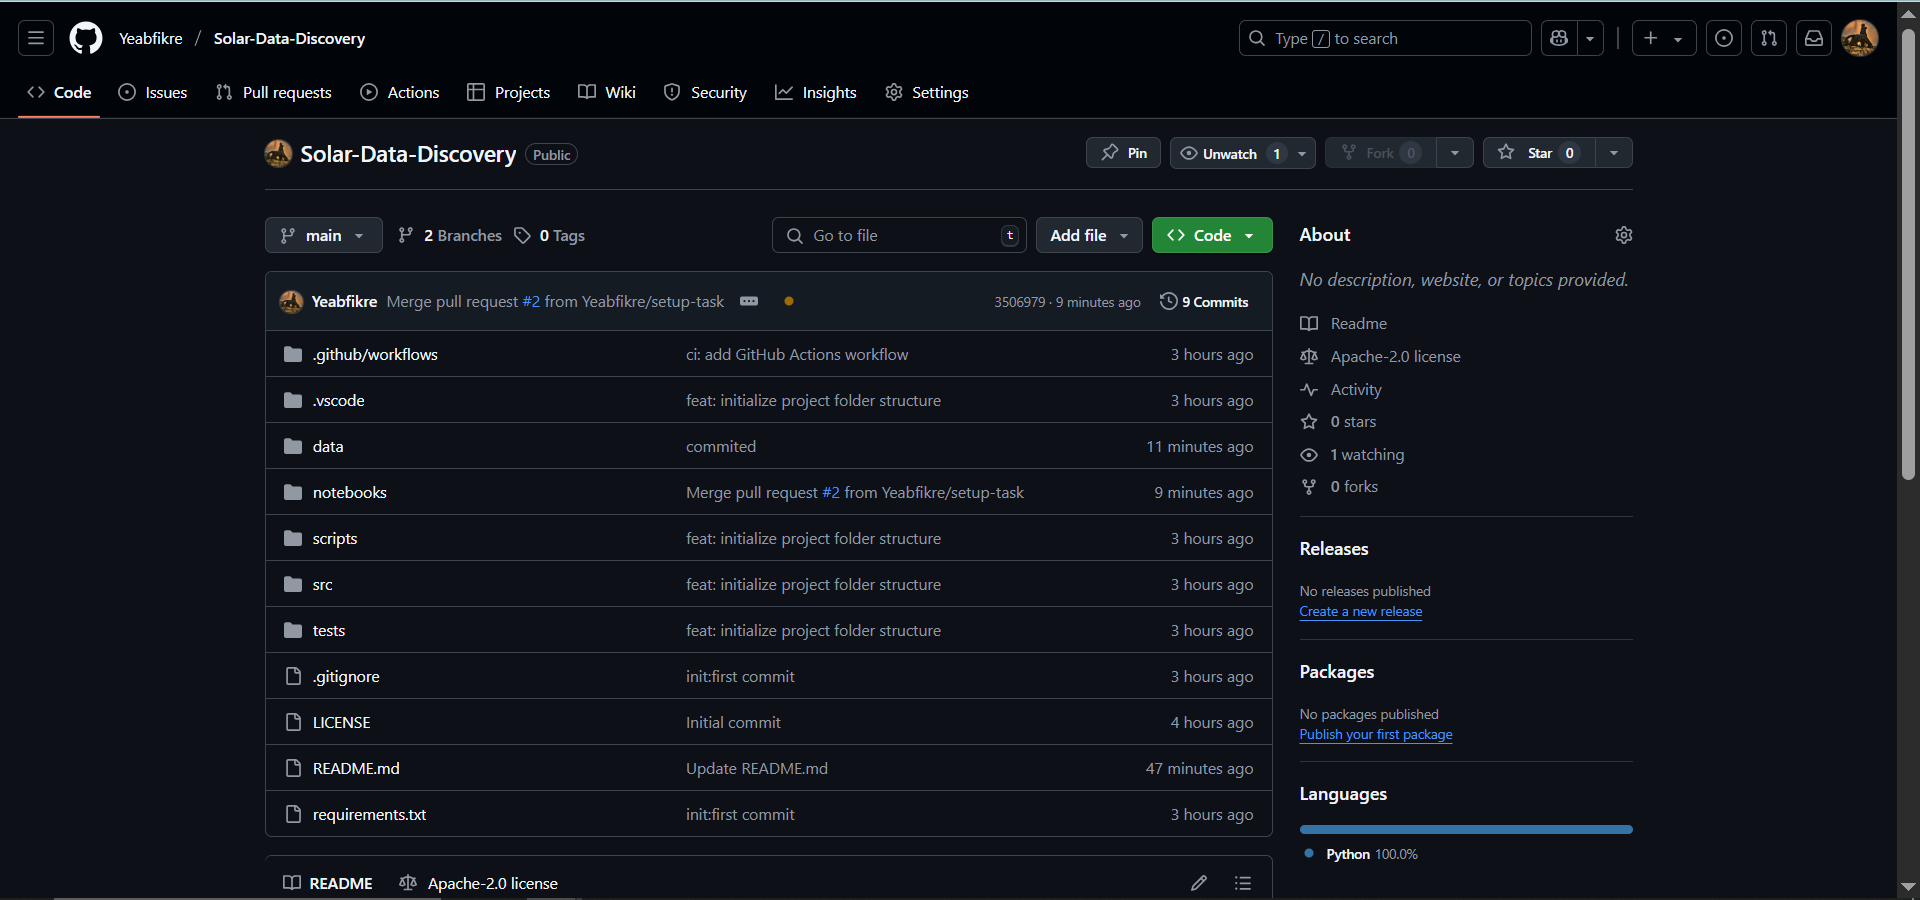 Yeabfikre / Solar-Data-Discovery
Type / to search
Code Issues Pull requests Actions Projects Wiki Security Insights Settings
Solar-Data-Discovery Public
Pin Unwatch 1 Fork 0 Star 0
main 2 Branches 0 Tags
Go to file t Add file Code
Yeabfikre Merge pull request #2 from Yeabfikre/setup-task 3506979 · 9 minutes ago 9 Commits
.github/workflows ci: add GitHub Actions workflow 3 hours ago
.vscode feat: initialize project folder structure 3 hours ago
data commited 11 minutes ago
notebooks Merge pull request #2 from Yeabfikre/setup-task 9 minutes ago
scripts feat: initialize project folder structure 3 hours ago
src feat: initialize project folder structure 3 hours ago
tests feat: initialize project folder structure 3 hours ago
.gitignore init:first commit 3 hours ago
LICENSE Initial commit 4 hours ago
README.md Update README.md 47 minutes ago
requirements.txt init:first commit 3 hours ago
README Apache-2.0 license
About
No description, website, or topics provided.
Readme
Apache-2.0 license
Activity
0 stars
1 watching
0 forks
Releases
No releases published
Create a new release
Packages
No packages published
Publish your first package
Languages
Python 100.0%